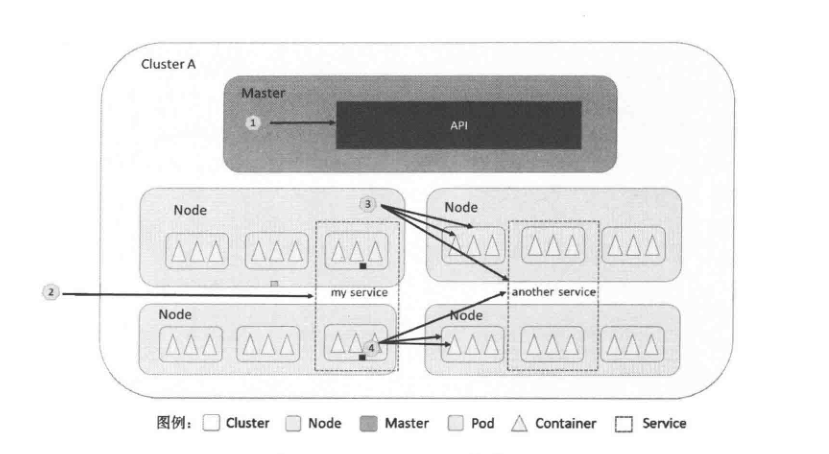 Cluster A
Master
1
API
Node
3
Node
2
my service
another service
Node
4
Node
图例： Cluster Node Master Pod Container Service